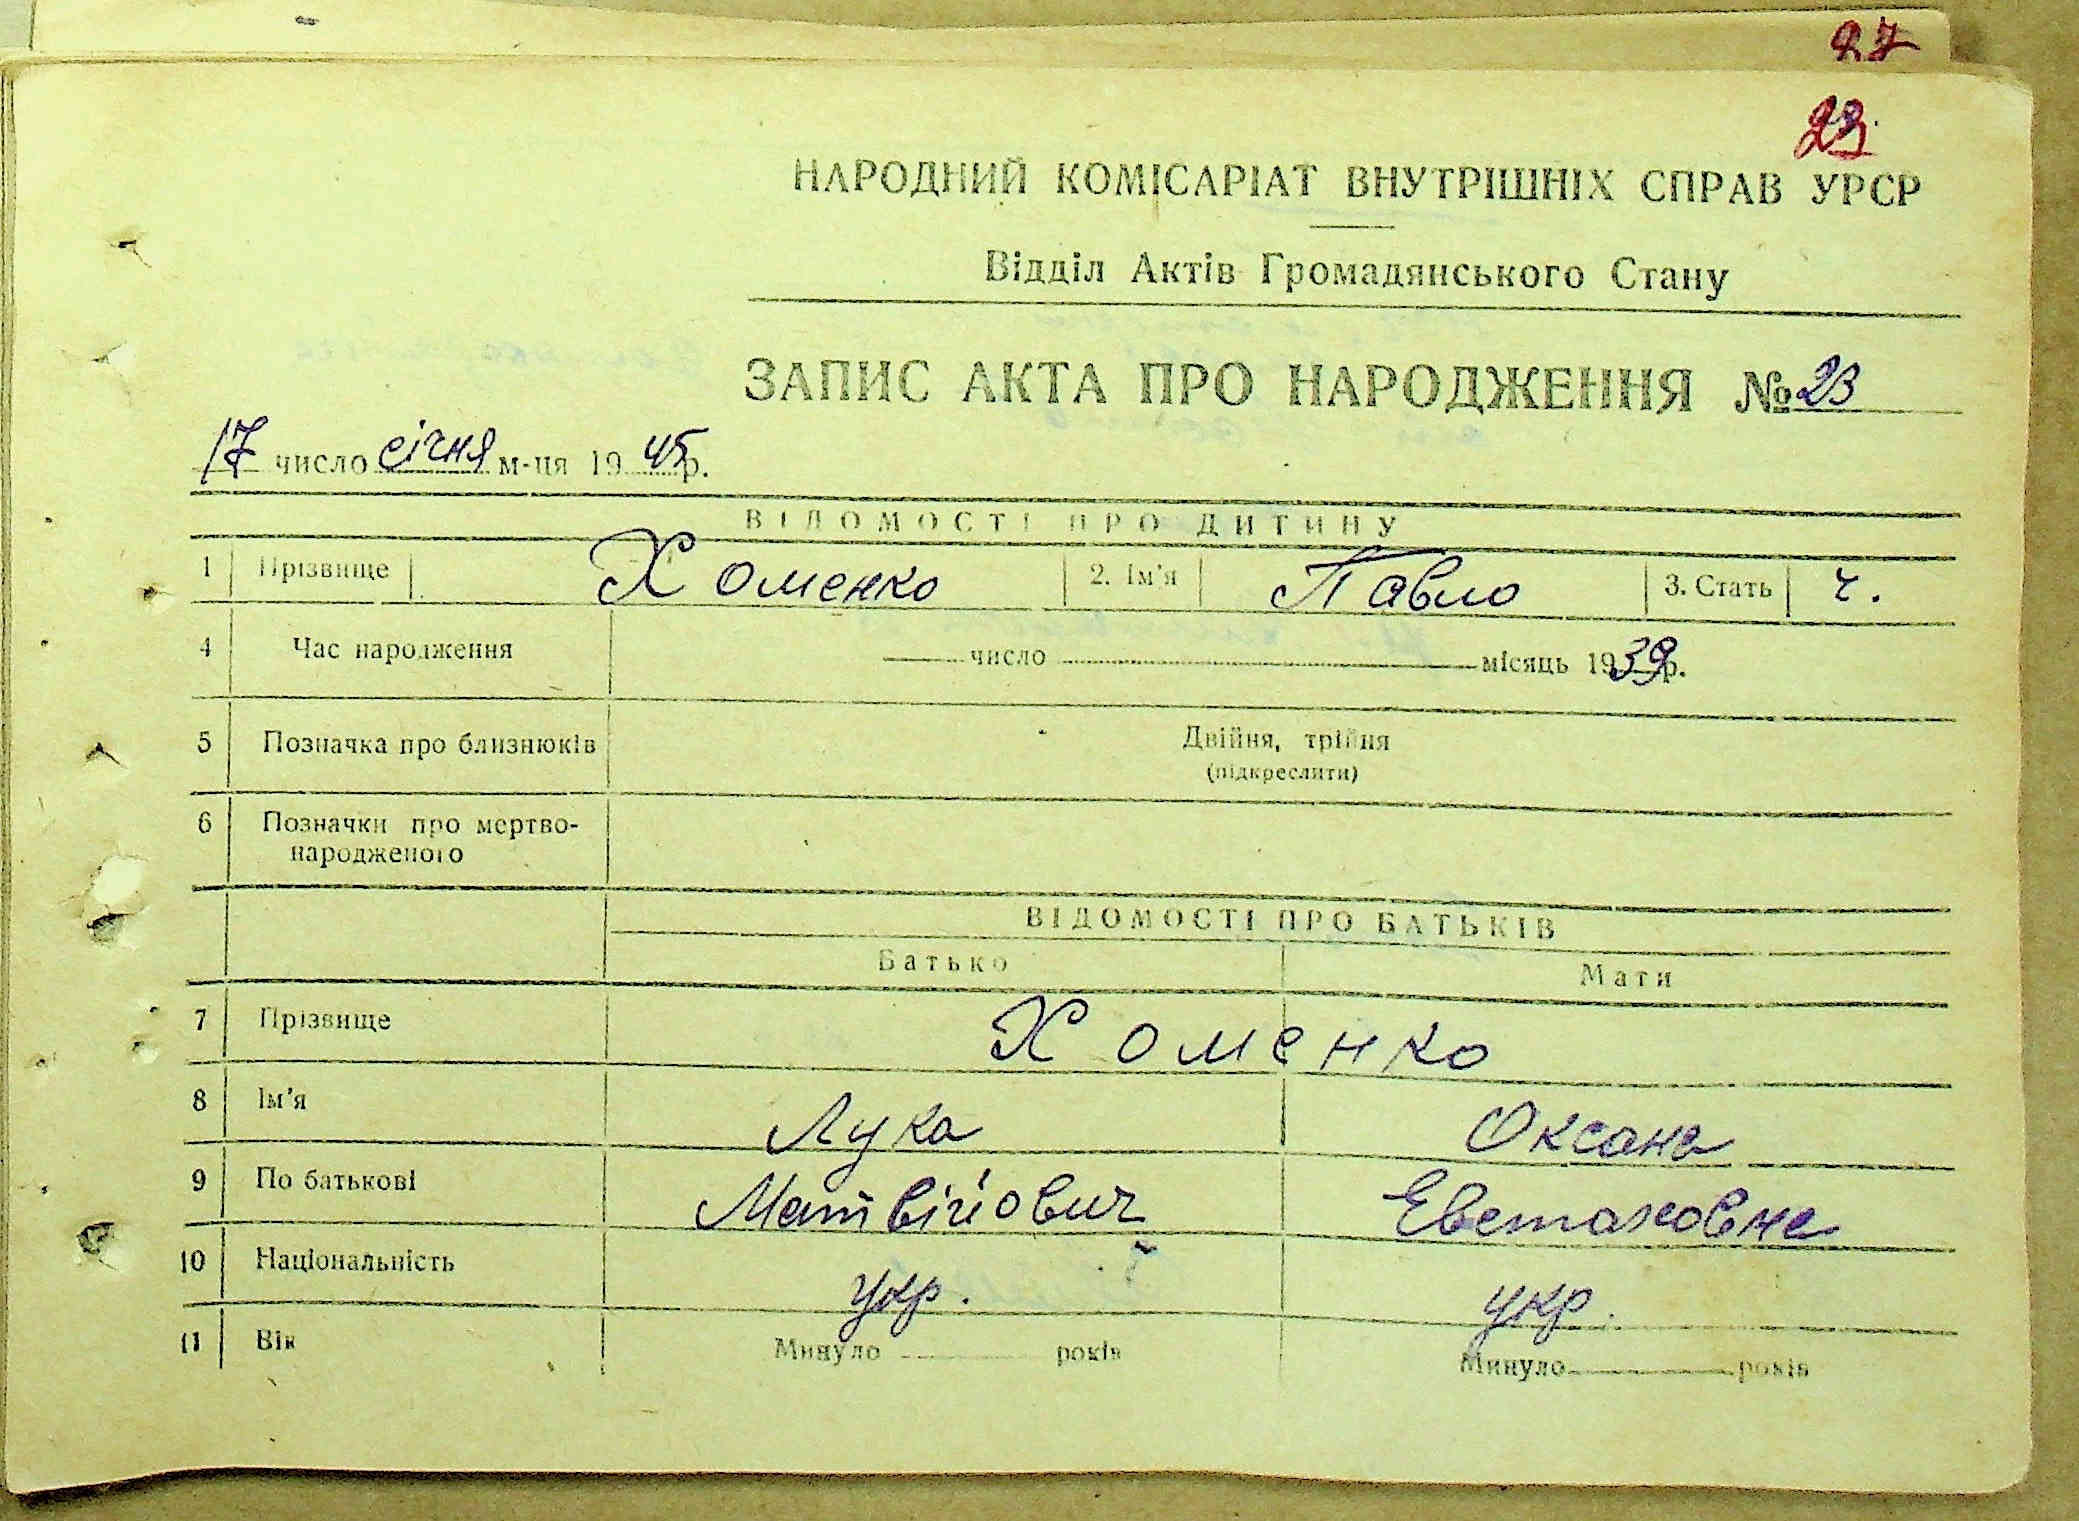 27
НАРОДНИЙ КОМІСАРІАТ ВНУТРІШНІХ СПРАВ УРСР
Відділ Актів Громадянського Стану
ЗАПИС АКТА ПРО НАРОДЖЕННЯ № 23
17 число січня м-ця 1945 р.
ВІДОМОСТІ ПРО ДИТИНУ
1 Прізвище Хоменко 2. Ім'я Павло 3. Стать ч.
4 Час народження число місяць 1939 р.
5 Позначка про близнюків Двійня, трійня
(підкреслити)
6 Позначки про мертво-
народженого
ВІДОМОСТІ ПРО БАТЬКІВ
Батько Мати
7 Прізвище Хоменко
8 Ім'я Лука Оксана
9 По батькові Матвійович Евстаховна
10 Національність укр. укр.
11 Вік Минуло років Минуло років